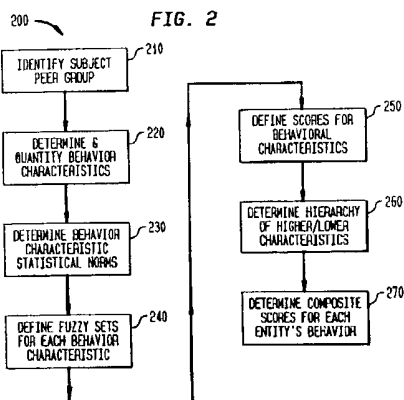 FIG. 2
200
210
IDENTIFY SUBJECT
PEER GROUP
220
DETERMINE &
QUANTITY BEHAVIOR
CHARACTERISTICS
230
DETERMINE BEHAVIOR
CHARACTERISTIC
STATISTICAL NORMS
240
DEFINE FUZZY SETS
FOR EACH BEHAVIOR
CHARACTERISTIC
250
DEFINE SCORES FOR
BEHAVIORAL
CHARACTERISTICS
260
DETERMINE HIERARCHY
OF HIGHER/LOWER
CHARACTERISTICS
270
DETERMINE COMPOSITE
SCORES FOR EACH
ENTITY'S BEHAVIOR